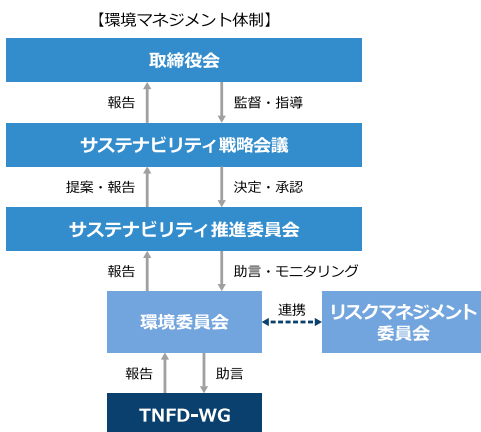 【環境マネジメント体制】
取締役会
報告
監督・指導
サステナビリティ戦略会議
提案・報告
決定・承認
サステナビリティ推進委員会
報告
助言・モニタリング
環境委員会
連携
リスクマネジメント
委員会
報告
助言
TNFD-WG